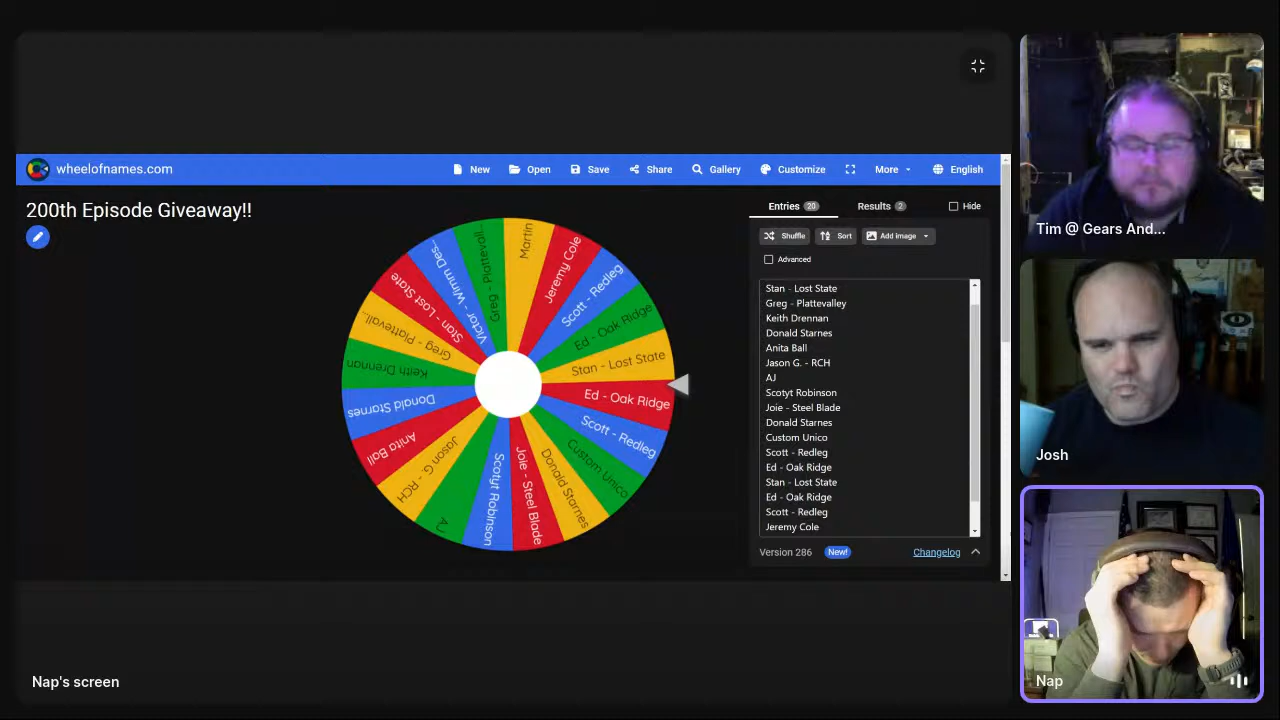 wheelofnames.com
New
Open
Save
Share
Gallery
Customize
More
English
200th Episode Giveaway!!
Entries 20
Results 2
Hide
Shuffle
Sort
Add image
Advanced
Stan - Lost State
Greg - Plattevalley
Keith Drennan
Donald Starnes
Anita Ball
Jason G. - RCH
AJ
Scotyt Robinson
Joie - Steel Blade
Donald Starnes
Custom Unico
Scott - Redleg
Ed - Oak Ridge
Stan - Lost State
Ed - Oak Ridge
Scott - Redleg
Jeremy Cole
Version 286
New!
Changelog
Martin
Jeremy Cole
Scott - Redleg
Ed - Oak Ridge
Stan - Lost State
Ed - Oak Ridge
Scott - Redleg
Custom Unico
Donald Starnes
Joie - Steel Blade
Scotyt Robinson
AJ
Jason G. - RCH
Anita Ball
Donald Starnes
Keith Drennan
Greg - Plattevall...
Stan - Lost State
Victor - Wimm Des...
Greg - Plattevall...
Tim @ Gears And...
Josh
Nap
Nap's screen